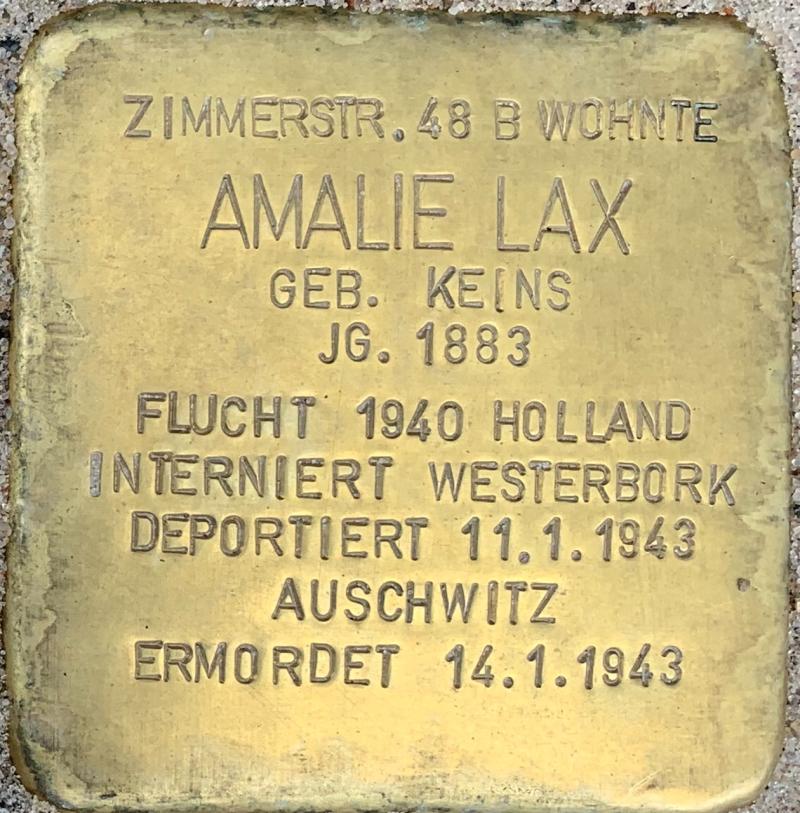 ZIMMERSTR. 48 B WOHNTE
AMALIE LAX
GEB. KEINS
JG. 1883
FLUCHT 1940 HOLLAND
INTERNIERT WESTERBORK
DEPORTIERT 11.1.1943
AUSCHWITZ
ERMORDET 14.1.1943